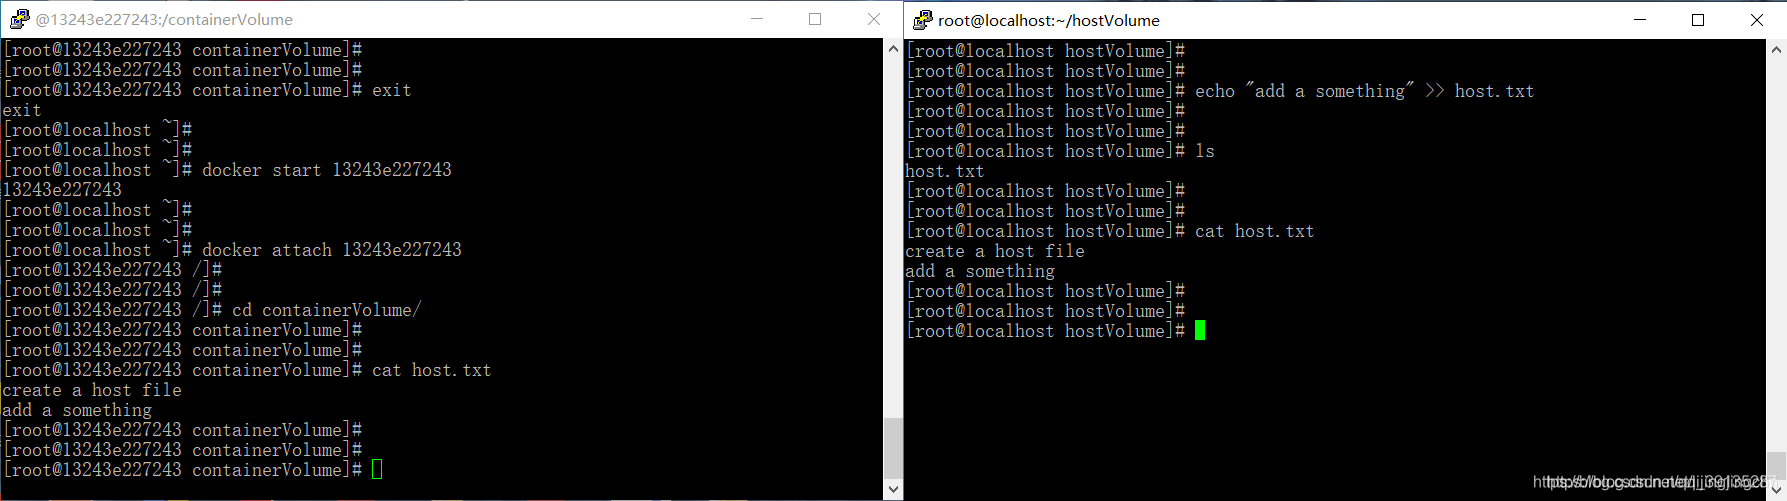 @13243e227243:/containerVolume
[root@13243e227243 containerVolume]#
[root@13243e227243 containerVolume]#
[root@13243e227243 containerVolume]# exit
exit
[root@localhost ~]#
[root@localhost ~]#
[root@localhost ~]# docker start 13243e227243
13243e227243
[root@localhost ~]#
[root@localhost ~]#
[root@localhost ~]# docker attach 13243e227243
[root@13243e227243 /]#
[root@13243e227243 /]#
[root@13243e227243 /]# cd containerVolume/
[root@13243e227243 containerVolume]#
[root@13243e227243 containerVolume]#
[root@13243e227243 containerVolume]# cat host.txt
create a host file
add a something
[root@13243e227243 containerVolume]#
[root@13243e227243 containerVolume]#
[root@13243e227243 containerVolume]#
root@localhost:~/hostVolume
[root@localhost hostVolume]#
[root@localhost hostVolume]#
[root@localhost hostVolume]# echo "add a something" >> host.txt
[root@localhost hostVolume]#
[root@localhost hostVolume]#
[root@localhost hostVolume]# ls
host.txt
[root@localhost hostVolume]#
[root@localhost hostVolume]#
[root@localhost hostVolume]# cat host.txt
create a host file
add a something
[root@localhost hostVolume]#
[root@localhost hostVolume]#
[root@localhost hostVolume]#